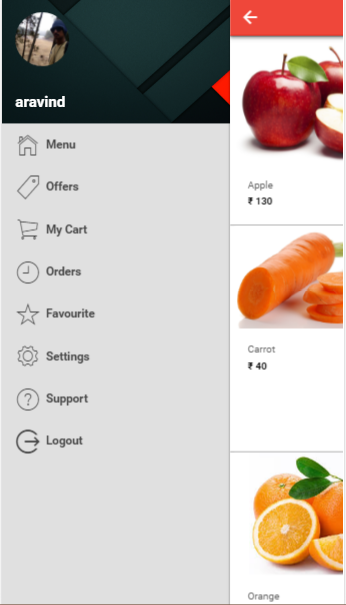 aravind
Menu
Offers
My Cart
Orders
Favourite
Settings
Support
Logout
Apple
₹ 130
Carrot
₹ 40
Orange